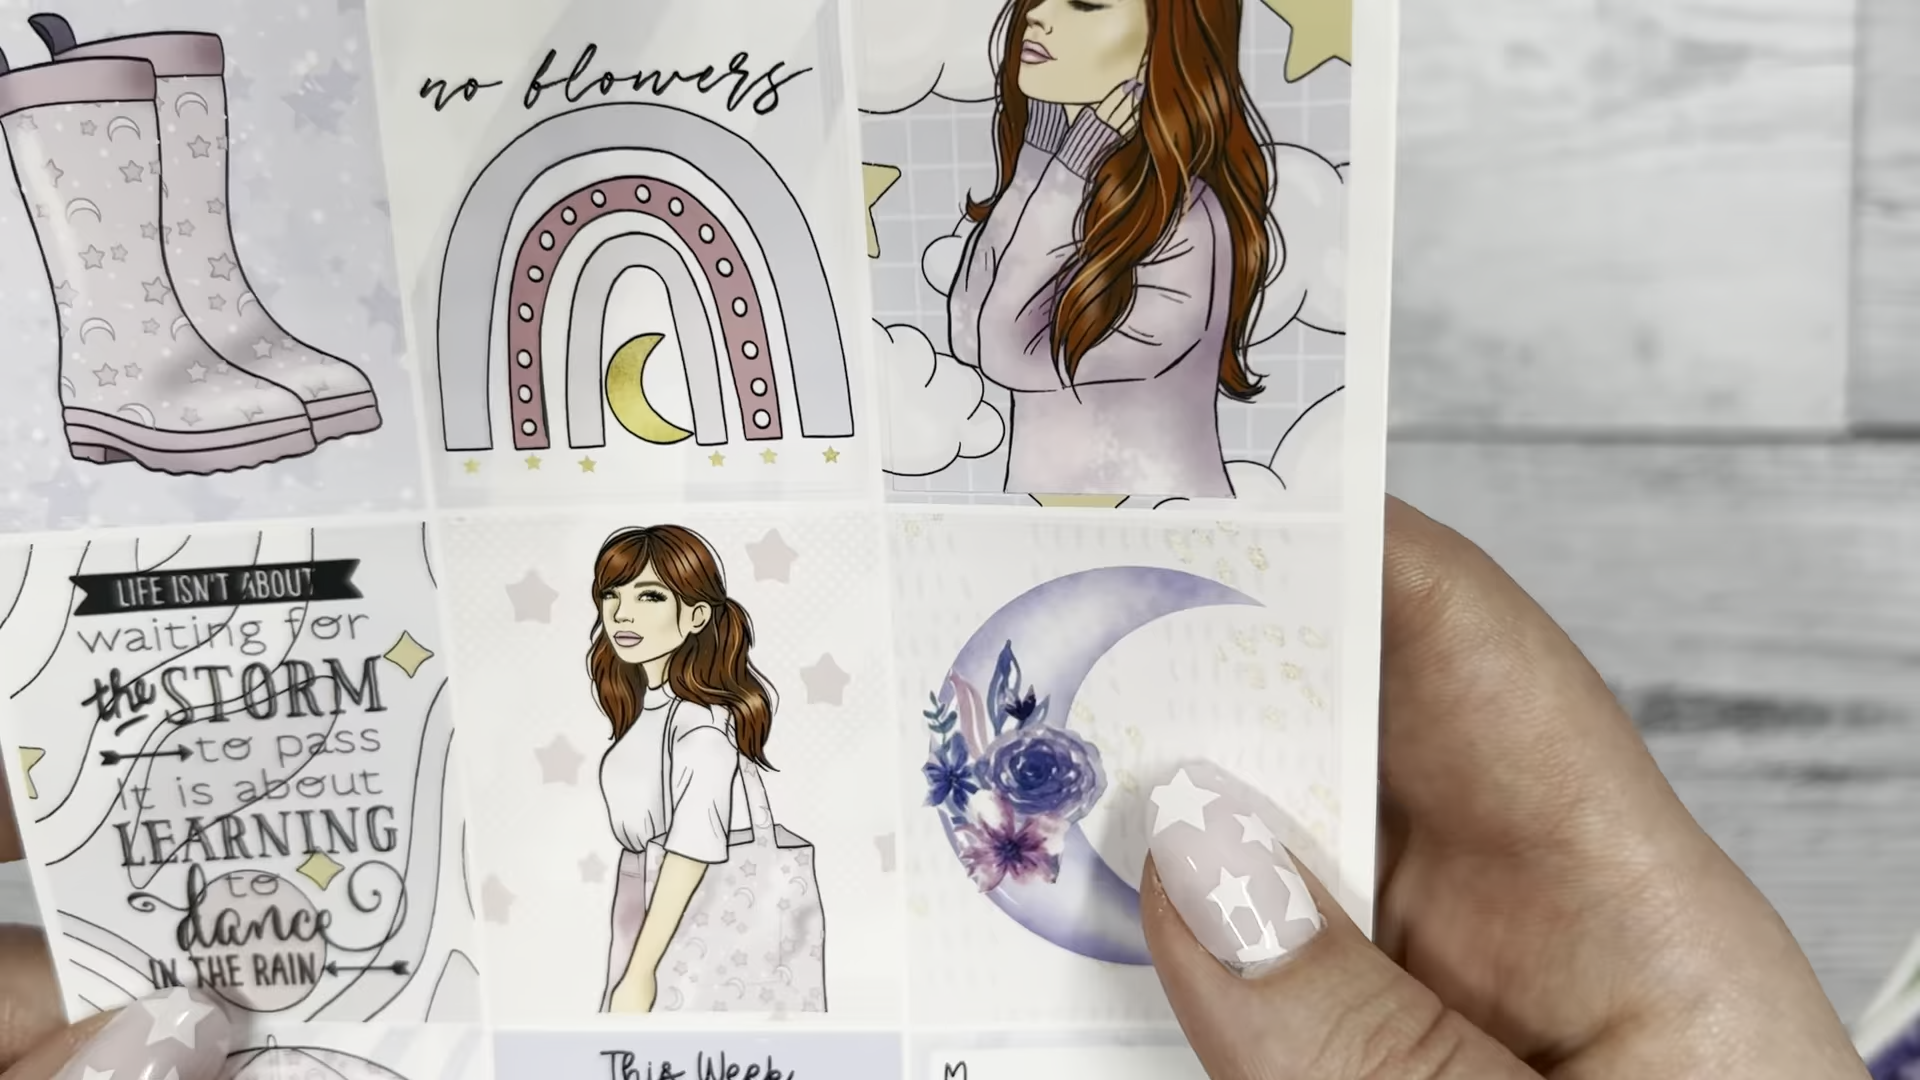 no flowers
LIFE ISN'T ABOUT
waiting for
the STORM
to pass
It is about
LEARNING
to
dance
IN THE RAIN
This Week
M